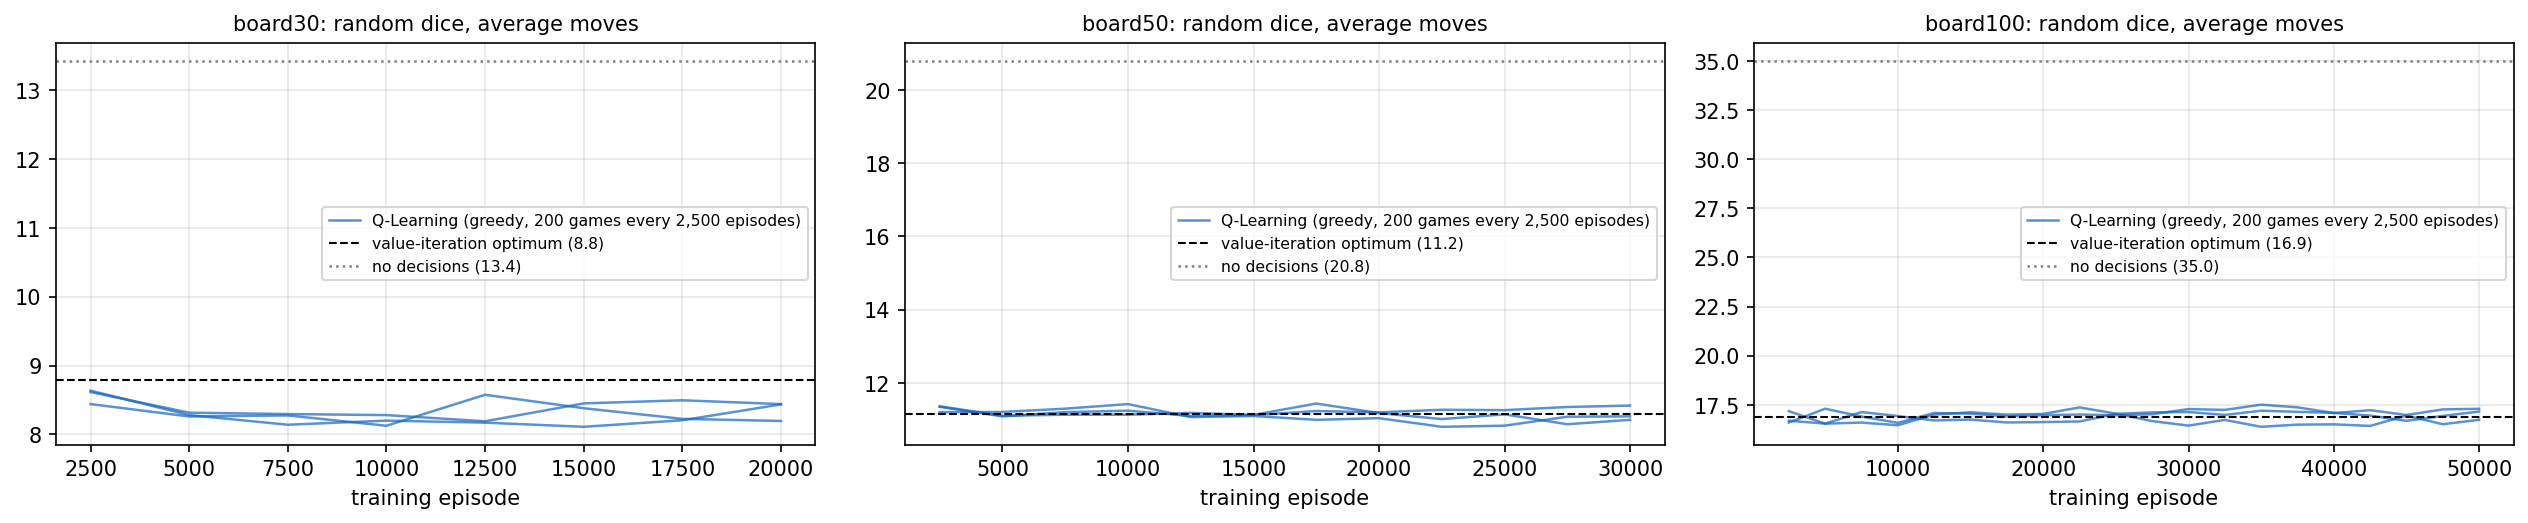 board30: random dice, average moves
13
12
11
10
9
8
Q-Learning (greedy, 200 games every 2,500 episodes)
value-iteration optimum (8.8)
no decisions (13.4)
2500 5000 7500 10000 12500 15000 17500 20000
training episode
board50: random dice, average moves
20
18
16
14
12
Q-Learning (greedy, 200 games every 2,500 episodes)
value-iteration optimum (11.2)
no decisions (20.8)
5000 10000 15000 20000 25000 30000
training episode
board100: random dice, average moves
35.0
32.5
30.0
27.5
25.0
22.5
20.0
17.5
Q-Learning (greedy, 200 games every 2,500 episodes)
value-iteration optimum (16.9)
no decisions (35.0)
10000 20000 30000 40000 50000
training episode